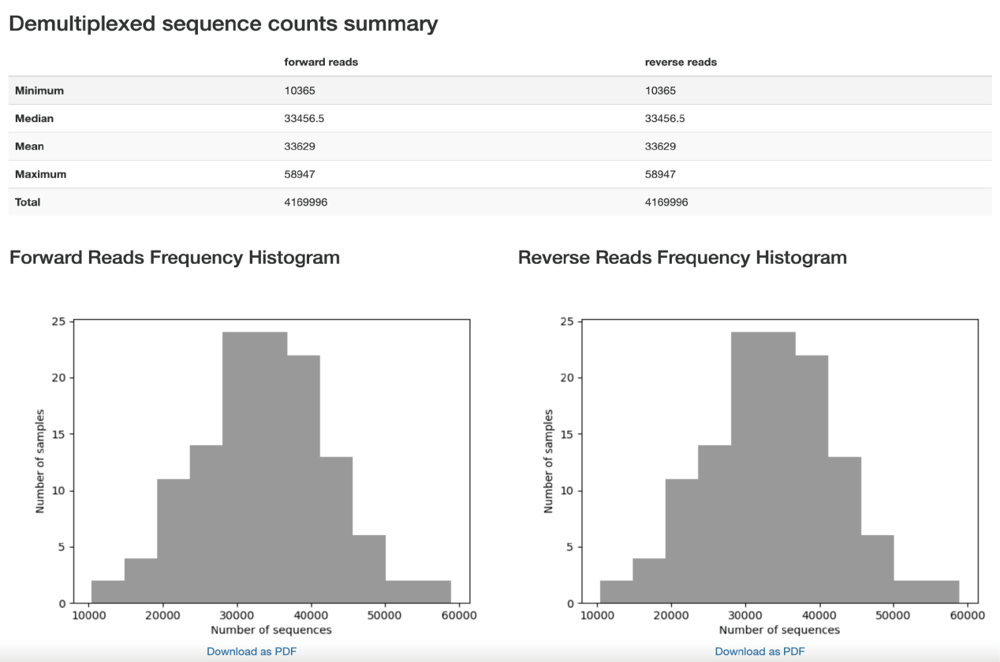 Demultiplexed sequence counts summary
forward reads reverse reads
Minimum 10365 10365
Median 33456.5 33456.5
Mean 33629 33629
Maximum 58947 58947
Total 4169996 4169996
Forward Reads Frequency Histogram
25
20
15
10
5
0
Number of samples
10000 20000 30000 40000 50000 60000
Number of sequences
Download as PDF
Reverse Reads Frequency Histogram
25
20
15
10
5
0
Number of samples
10000 20000 30000 40000 50000 60000
Number of sequences
Download as PDF